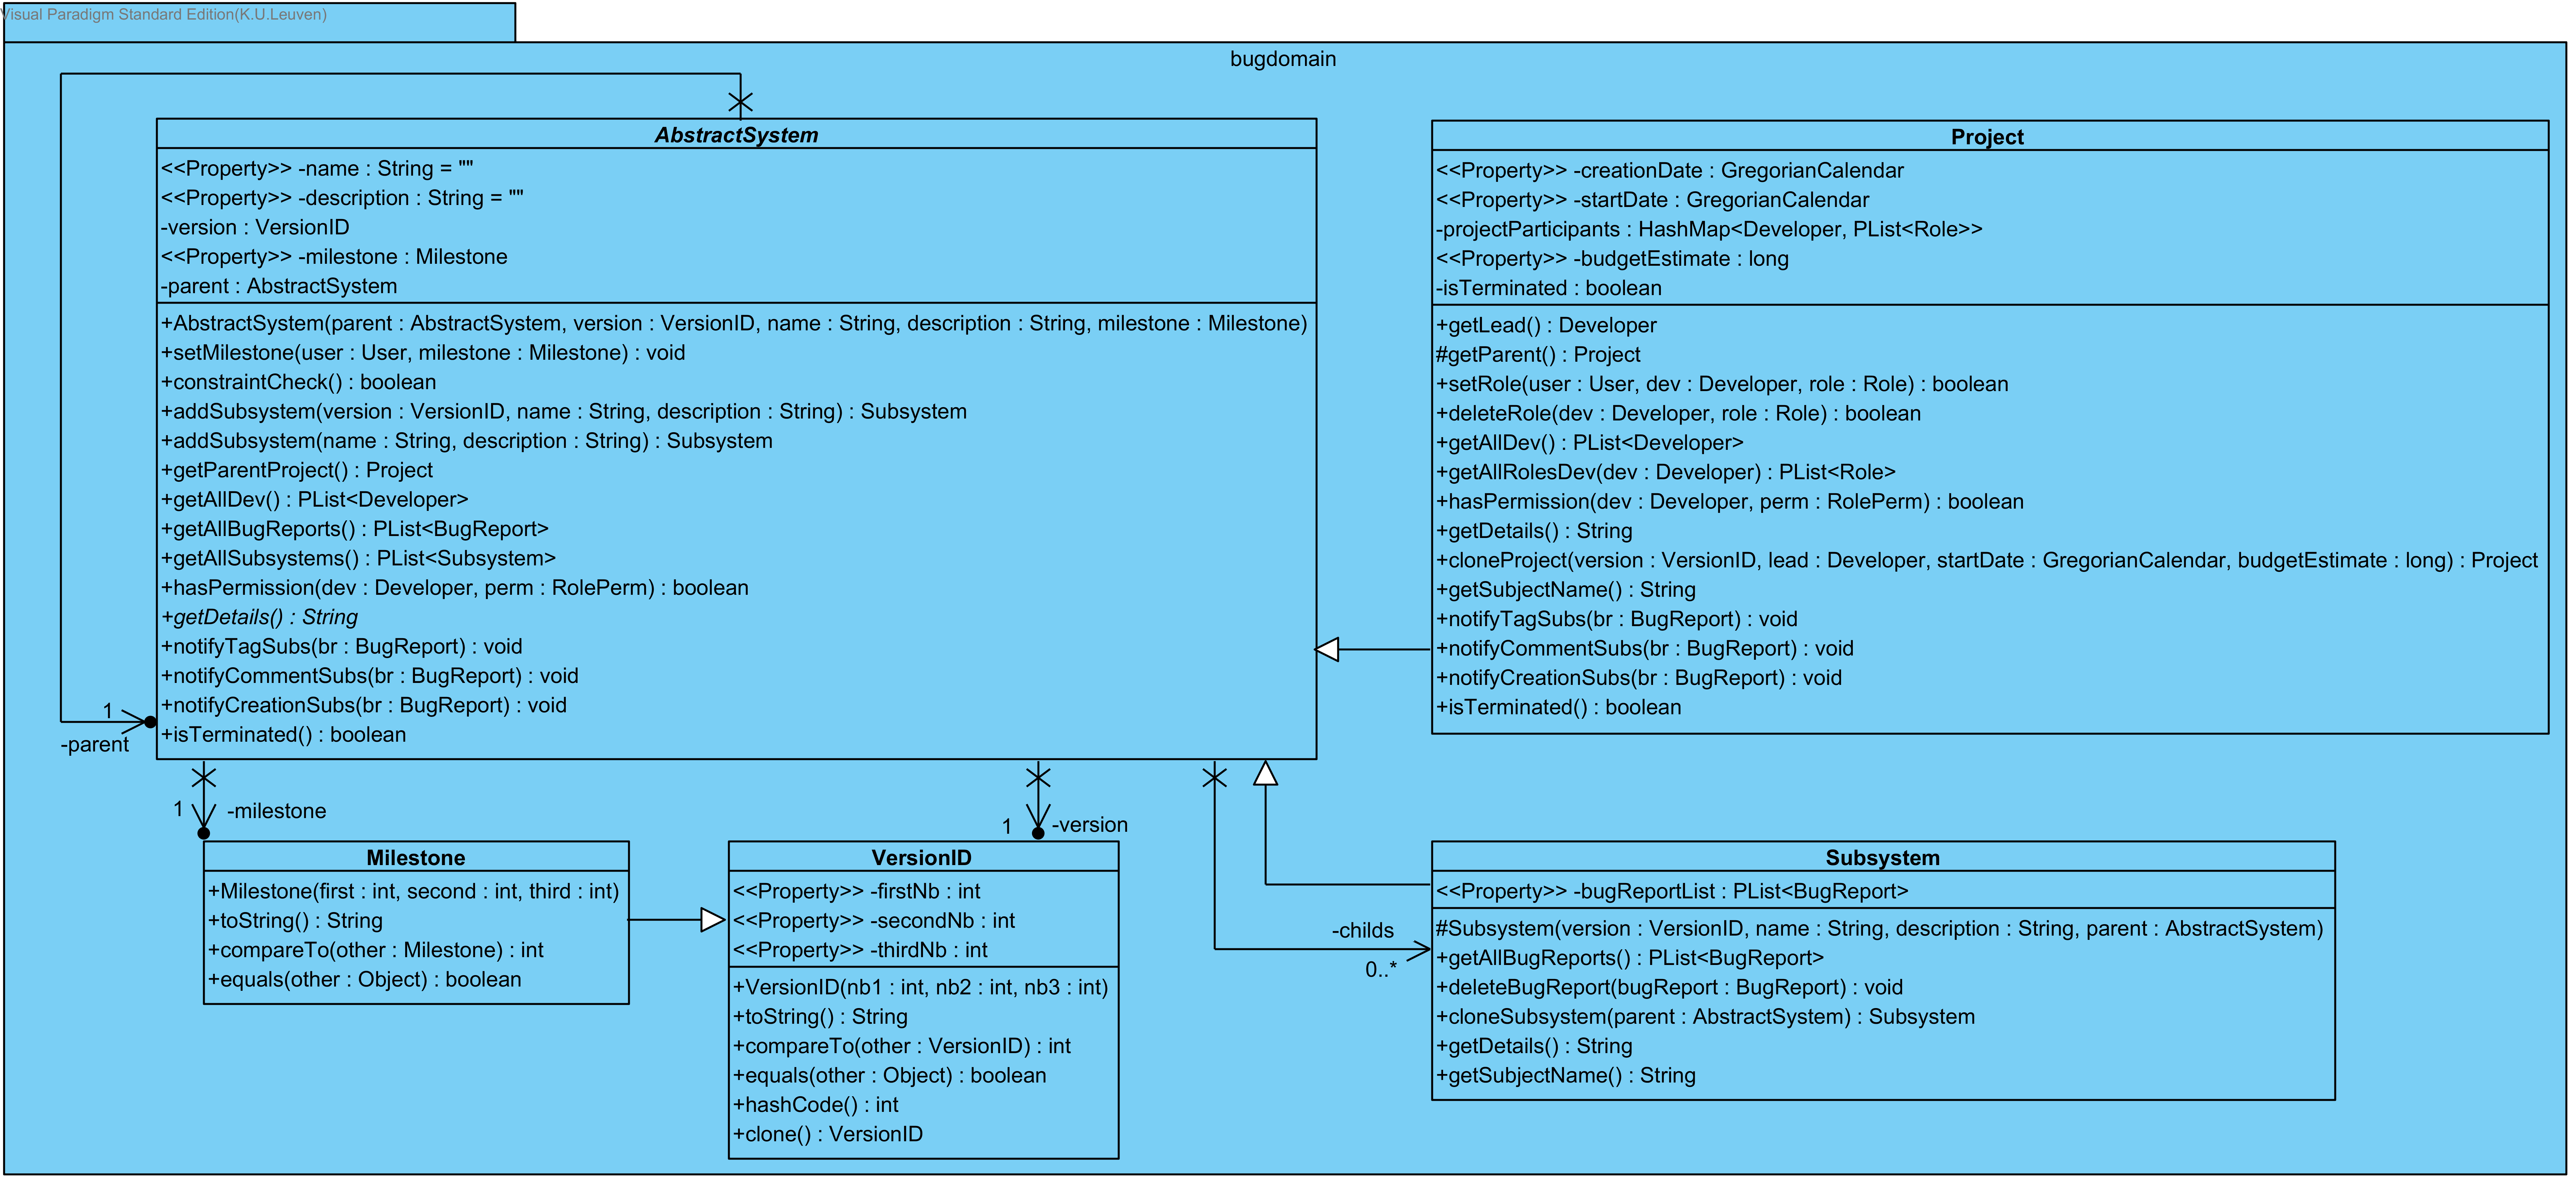 Visual Paradigm Standard Edition(K.U.Leuven)
bugdomain
AbstractSystem
<<Property>> -name : String = ""
<<Property>> -description : String = ""
-version : VersionID
<<Property>> -milestone : Milestone
-parent : AbstractSystem
+AbstractSystem(parent : AbstractSystem, version : VersionID, name : String, description : String, milestone : Milestone)
+setMilestone(user : User, milestone : Milestone) : void
+constraintCheck() : boolean
+addSubsystem(version : VersionID, name : String, description : String) : Subsystem
+addSubsystem(name : String, description : String) : Subsystem
+getParentProject() : Project
+getAllDev() : PList<Developer>
+getAllBugReports() : PList<BugReport>
+getAllSubsystems() : PList<Subsystem>
+hasPermission(dev : Developer, perm : RolePerm) : boolean
+getDetails() : String
+notifyTagSubs(br : BugReport) : void
+notifyCommentSubs(br : BugReport) : void
+notifyCreationSubs(br : BugReport) : void
+isTerminated() : boolean
1
-parent
Project
<<Property>> -creationDate : GregorianCalendar
<<Property>> -startDate : GregorianCalendar
-projectParticipants : HashMap<Developer, PList<Role>>
<<Property>> -budgetEstimate : long
-isTerminated : boolean
+getLead() : Developer
#getParent() : Project
+setRole(user : User, dev : Developer, role : Role) : boolean
+deleteRole(dev : Developer, role : Role) : boolean
+getAllDev() : PList<Developer>
+getAllRolesDev(dev : Developer) : PList<Role>
+hasPermission(dev : Developer, perm : RolePerm) : boolean
+getDetails() : String
+cloneProject(version : VersionID, lead : Developer, startDate : GregorianCalendar, budgetEstimate : long) : Project
+getSubjectName() : String
+notifyTagSubs(br : BugReport) : void
+notifyCommentSubs(br : BugReport) : void
+notifyCreationSubs(br : BugReport) : void
+isTerminated() : boolean
1
-milestone
Milestone
+Milestone(first : int, second : int, third : int)
+toString() : String
+compareTo(other : Milestone) : int
+equals(other : Object) : boolean
1
-version
VersionID
<<Property>> -firstNb : int
<<Property>> -secondNb : int
<<Property>> -thirdNb : int
+VersionID(nb1 : int, nb2 : int, nb3 : int)
+toString() : String
+compareTo(other : VersionID) : int
+equals(other : Object) : boolean
+hashCode() : int
+clone() : VersionID
-childs
0..*
Subsystem
<<Property>> -bugReportList : PList<BugReport>
#Subsystem(version : VersionID, name : String, description : String, parent : AbstractSystem)
+getAllBugReports() : PList<BugReport>
+deleteBugReport(bugReport : BugReport) : void
+cloneSubsystem(parent : AbstractSystem) : Subsystem
+getDetails() : String
+getSubjectName() : String